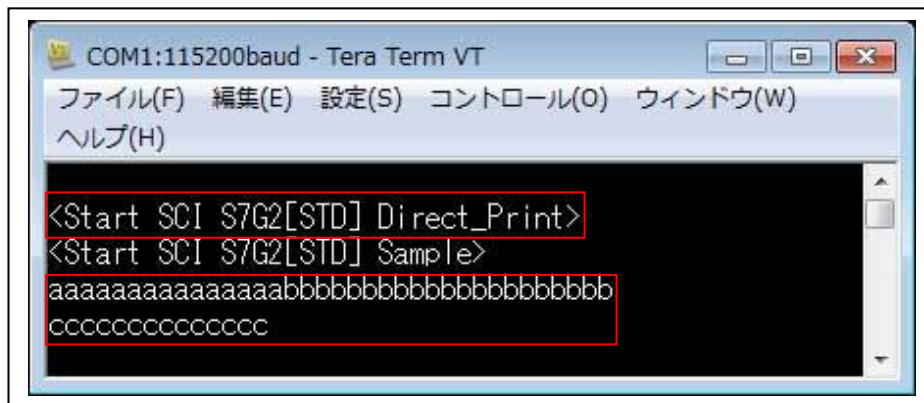 COM1:115200baud - Tera Term VT
ファイル(F) 編集(E) 設定(S) コントロール(O) ウィンドウ(W)
ヘルプ(H)
<Start SCI S7G2[STD] Direct_Print>
<Start SCI S7G2[STD] Sample>
aaaaaaaaaaaaaaabbbbbbbbbbbbbbbbbbbbb
cccccccccccccc